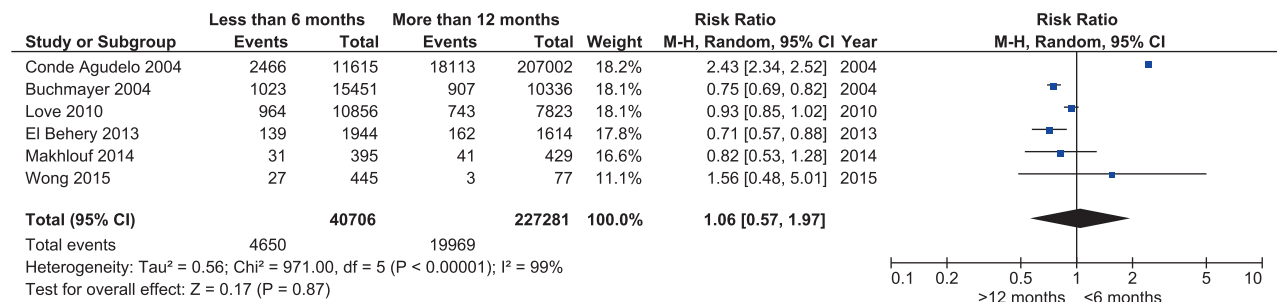 Less than 6 months More than 12 months Risk Ratio Risk Ratio
Study or Subgroup Events Total Events Total Weight M-H, Random, 95% CI Year M-H, Random, 95% CI
Conde Agudelo 2004 2466 11615 18113 207002 18.2% 2.43 [2.34, 2.52] 2004
Buchmayer 2004 1023 15451 907 10336 18.1% 0.75 [0.69, 0.82] 2004
Love 2010 964 10856 743 7823 18.1% 0.93 [0.85, 1.02] 2010
El Behery 2013 139 1944 162 1614 17.8% 0.71 [0.57, 0.88] 2013
Makhlouf 2014 31 395 41 429 16.6% 0.82 [0.53, 1.28] 2014
Wong 2015 27 445 3 77 11.1% 1.56 [0.48, 5.01] 2015
Total (95% CI) 40706 227281 100.0% 1.06 [0.57, 1.97]
Total events 4650 19969
Heterogeneity: Tau² = 0.56; Chi² = 971.00, df = 5 (P < 0.00001); I² = 99%
Test for overall effect: Z = 0.17 (P = 0.87)
0.1 0.2 0.5 1 2 5 10
>12 months <6 months